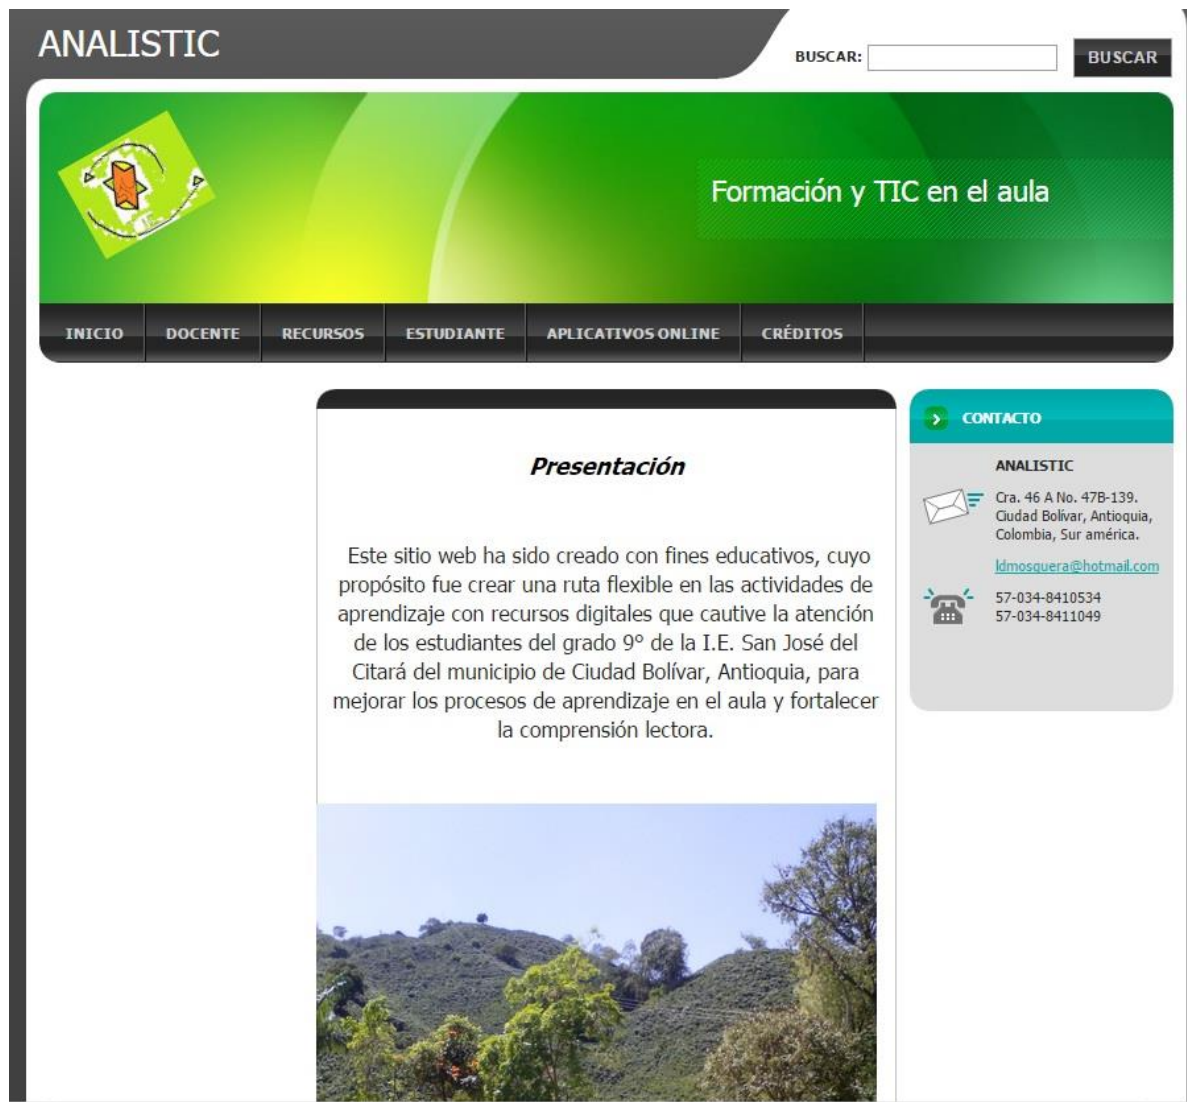 ANALISTIC
BUSCAR:
BUSCAR
Formación y TIC en el aula
INICIO
DOCENTE
RECURSOS
ESTUDIANTE
APLICATIVOS ONLINE
CRÉDITOS
Presentación
Este sitio web ha sido creado con fines educativos, cuyo
propósito fue crear una ruta flexible en las actividades de
aprendizaje con recursos digitales que cautive la atención
de los estudiantes del grado 9° de la I.E. San José del
Citará del municipio de Ciudad Bolívar, Antioquia, para
mejorar los procesos de aprendizaje en el aula y fortalecer
la comprensión lectora.
CONTACTO
ANALISTIC
Cra. 46 A No. 47B-139.
Ciudad Bolivar, Antioquia,
Colombia, Sur américa.
ldmosquera@hotmail.com
57-034-8410534
57-034-8411049